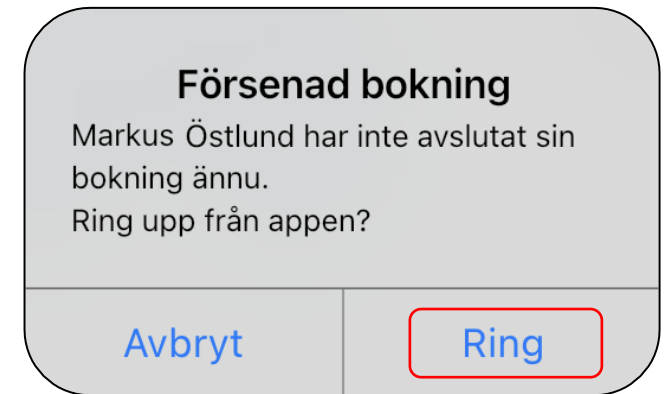 Försenad bokning
Markus Östlund har inte avslutat sin
bokning ännu.
Ring upp från appen?
Avbryt
Ring